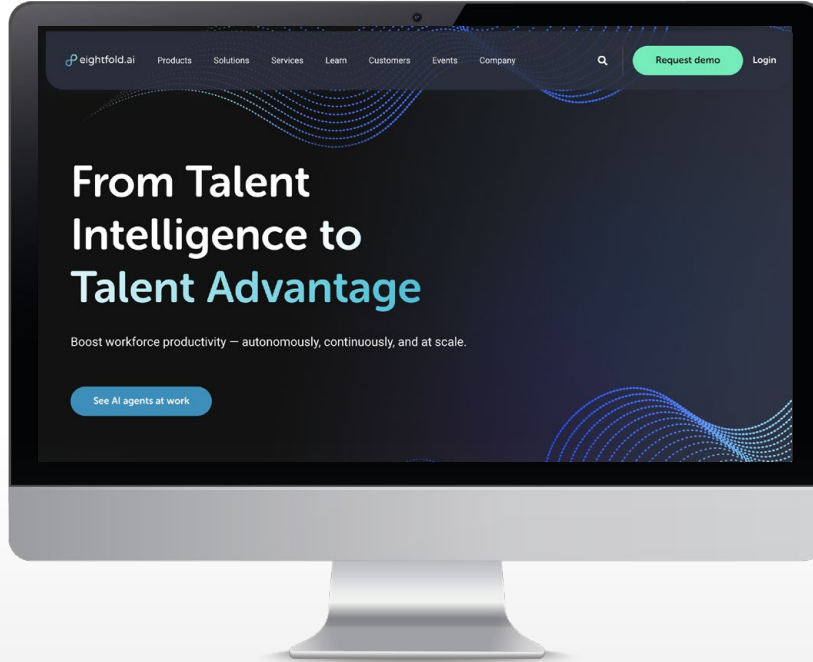 eightfold.ai Products Solutions Services Learn Customers Events Company Request demo Login
From Talent
Intelligence to
Talent Advantage
Boost workforce productivity — autonomously, continuously, and at scale.
See AI agents at work